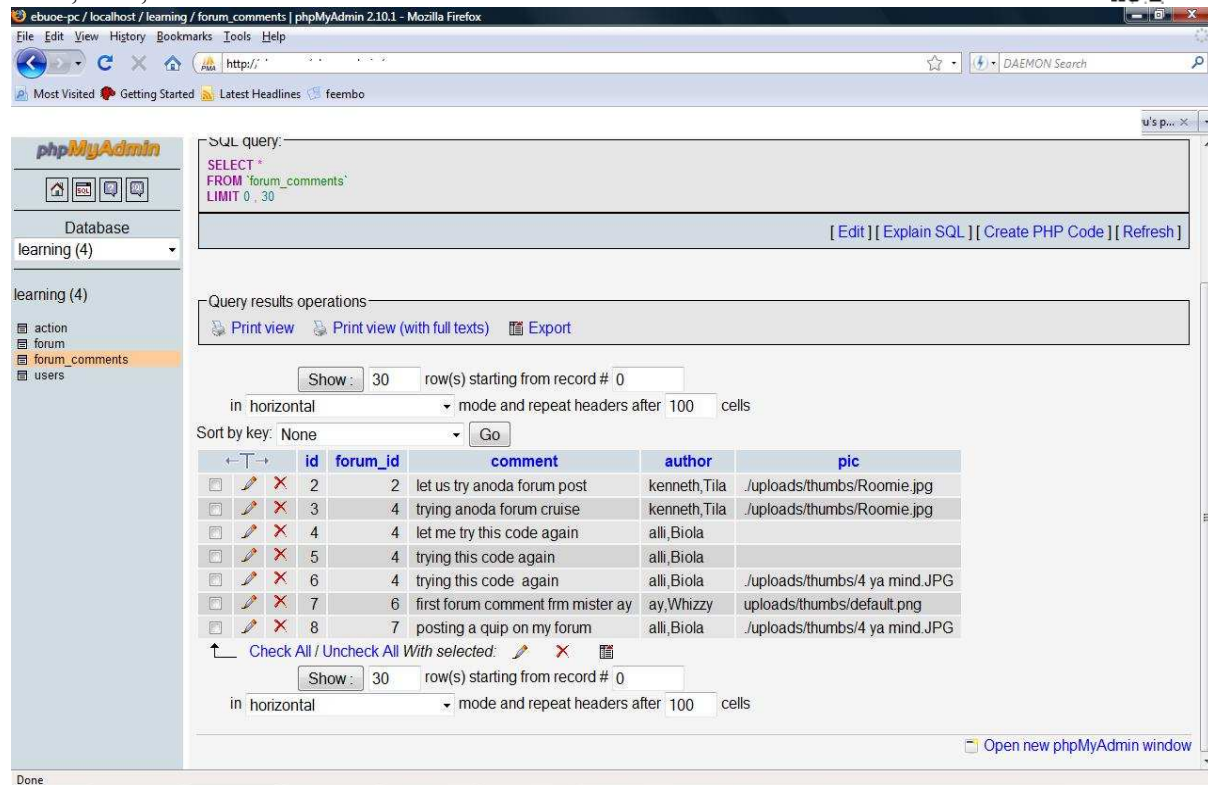 ebuoe-pc / localhost / learning / forum_comments | phpMyAdmin 2.10.1 - Mozilla Firefox
File Edit View History Bookmarks Tools Help
PMA http:/ DAEMON Search
Most Visited Getting Started Latest Headlines feembo
u's p...
phpMyAdmin
SQL
Database
learning (4)
learning (4)
action
forum
forum_comments
users
SQL query:
SELECT *
FROM `forum_comments`
LIMIT 0 , 30
[ Edit ] [ Explain SQL ] [ Create PHP Code ] [ Refresh ]
Query results operations
Print view Print view (with full texts) Export
Show : 30 row(s) starting from record # 0
in horizontal mode and repeat headers after 100 cells
Sort by key: None Go
←T→ id forum_id comment author pic
2 2 let us try anoda forum post kenneth,Tila ./uploads/thumbs/Roomie.jpg
3 4 trying anoda forum cruise kenneth,Tila ./uploads/thumbs/Roomie.jpg
4 4 let me try this code again alli,Biola
5 4 trying this code again alli,Biola
6 4 trying this code again alli,Biola ./uploads/thumbs/4 ya mind.JPG
7 6 first forum comment frm mister ay ay,Whizzy uploads/thumbs/default.png
8 7 posting a quip on my forum alli,Biola ./uploads/thumbs/4 ya mind.JPG
Check All / Uncheck All With selected:
Show : 30 row(s) starting from record # 0
in horizontal mode and repeat headers after 100 cells
Open new phpMyAdmin window
Done